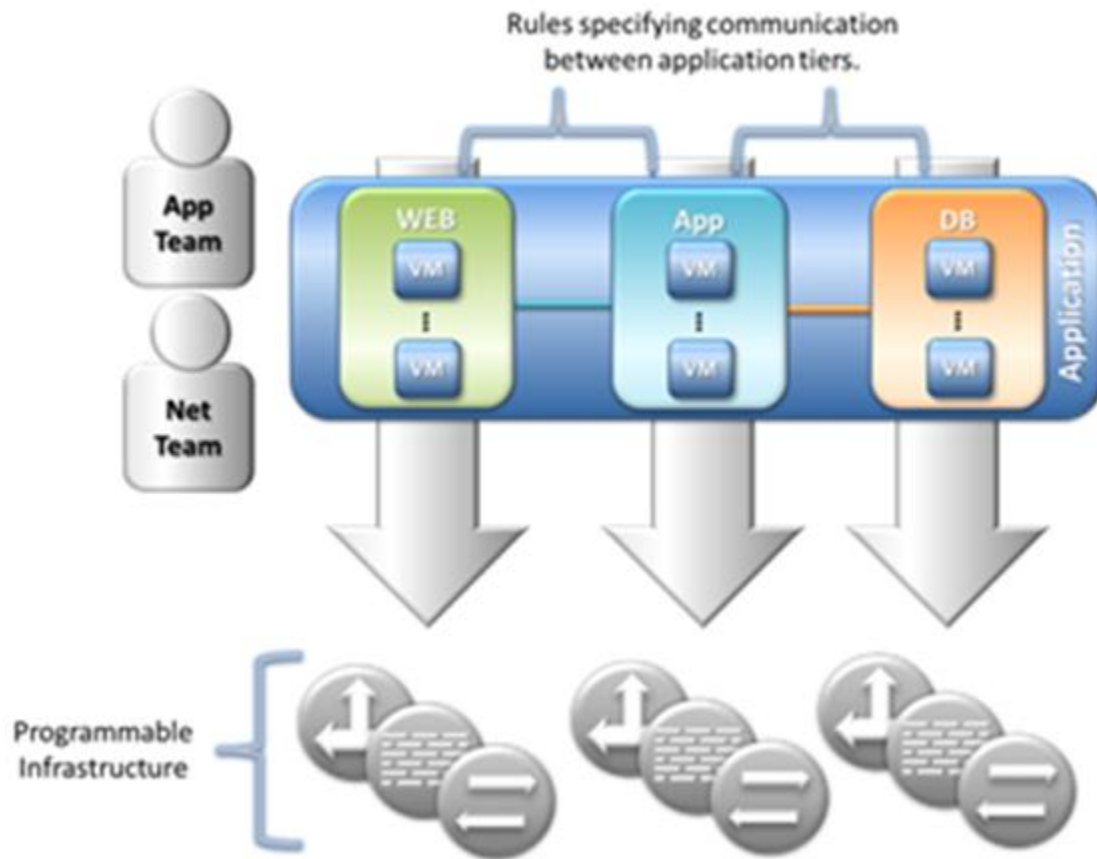 Rules specifying communication
between application tiers.
App
Team
WEB
App
DB
VM
VM
VM
...
...
...
VM
VM
VM
Application
Net
Team
Programmable
Infrastructure